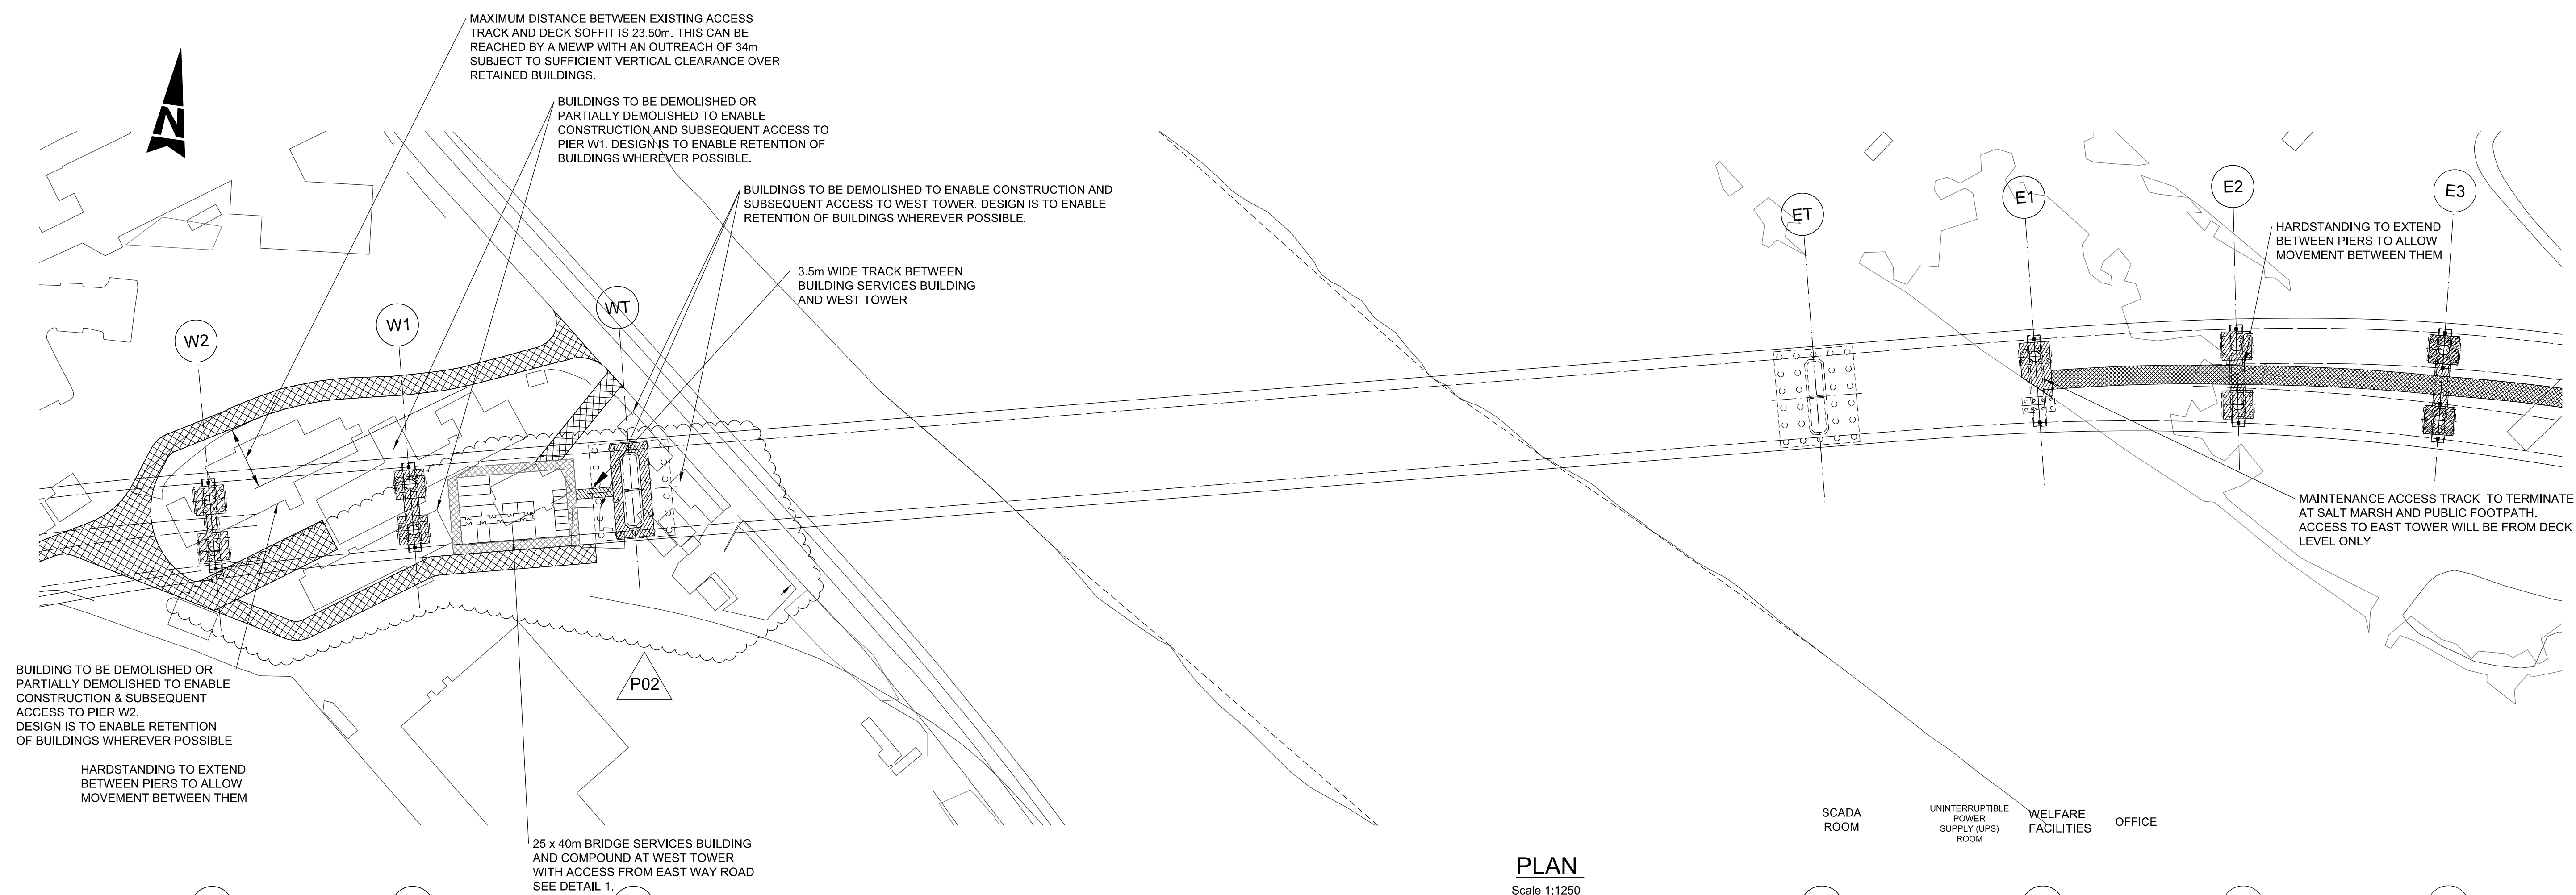 MAXIMUM DISTANCE BETWEEN EXISTING ACCESS
TRACK AND DECK SOFFIT IS 23.50m. THIS CAN BE
REACHED BY A MEWP WITH AN OUTREACH OF 34m
SUBJECT TO SUFFICIENT VERTICAL CLEARANCE OVER
RETAINED BUILDINGS.
N
BUILDINGS TO BE DEMOLISHED OR
PARTIALLY DEMOLISHED TO ENABLE
CONSTRUCTION AND SUBSEQUENT ACCESS TO
PIER W1. DESIGN IS TO ENABLE RETENTION OF
BUILDINGS WHEREVER POSSIBLE.
BUILDINGS TO BE DEMOLISHED TO ENABLE CONSTRUCTION AND
SUBSEQUENT ACCESS TO WEST TOWER. DESIGN IS TO ENABLE
RETENTION OF BUILDINGS WHEREVER POSSIBLE.
3.5m WIDE TRACK BETWEEN
BUILDING SERVICES BUILDING
AND WEST TOWER
W2
W1
WT
ET
E1
E2
E3
HARDSTANDING TO EXTEND
BETWEEN PIERS TO ALLOW
MOVEMENT BETWEEN THEM
MAINTENANCE ACCESS TRACK TO TERMINATE
AT SALT MARSH AND PUBLIC FOOTPATH.
ACCESS TO EAST TOWER WILL BE FROM DECK
LEVEL ONLY
BUILDING TO BE DEMOLISHED OR
PARTIALLY DEMOLISHED TO ENABLE
CONSTRUCTION & SUBSEQUENT
ACCESS TO PIER W2.
DESIGN IS TO ENABLE RETENTION
OF BUILDINGS WHEREVER POSSIBLE
P02
HARDSTANDING TO EXTEND
BETWEEN PIERS TO ALLOW
MOVEMENT BETWEEN THEM
25 x 40m BRIDGE SERVICES BUILDING
AND COMPOUND AT WEST TOWER
WITH ACCESS FROM EAST WAY ROAD
SEE DETAIL 1.
SCADA
ROOM
UNINTERRUPTIBLE
POWER
SUPPLY (UPS)
ROOM
WELFARE
FACILITIES
OFFICE
PLAN
Scale 1:1250